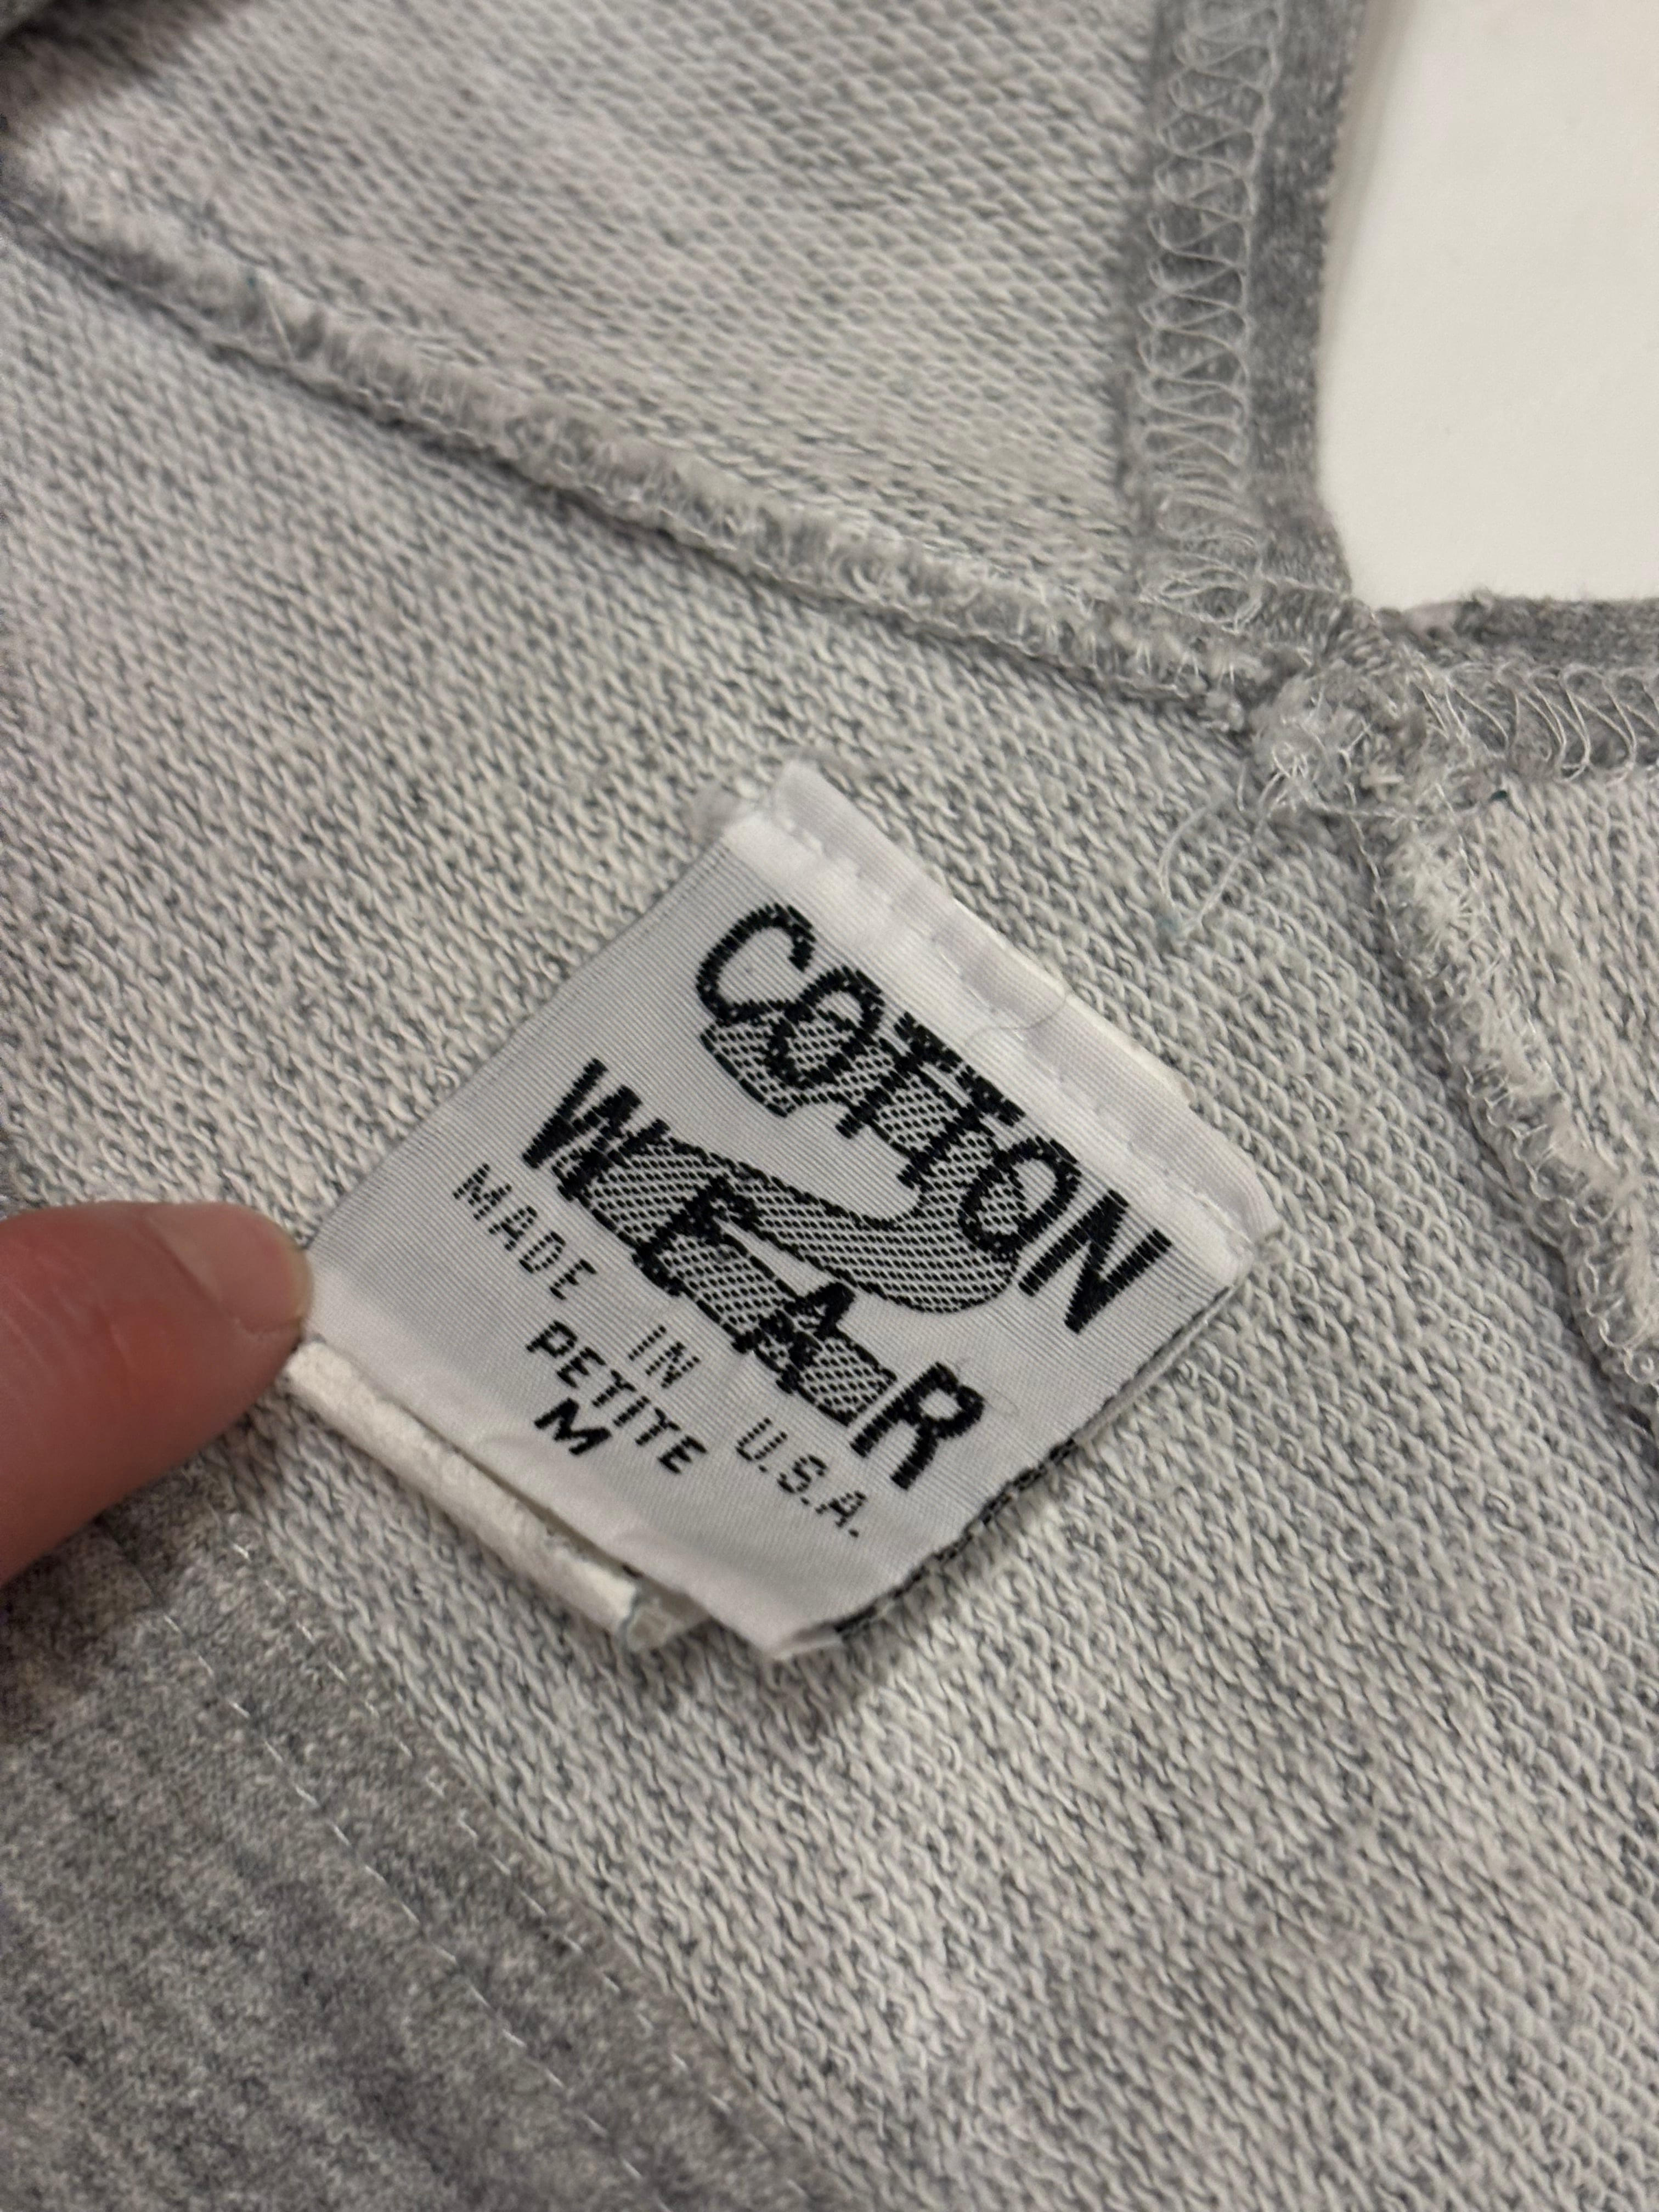 COTTON
WEAR
MADE IN U.S.A.
PETITE
M